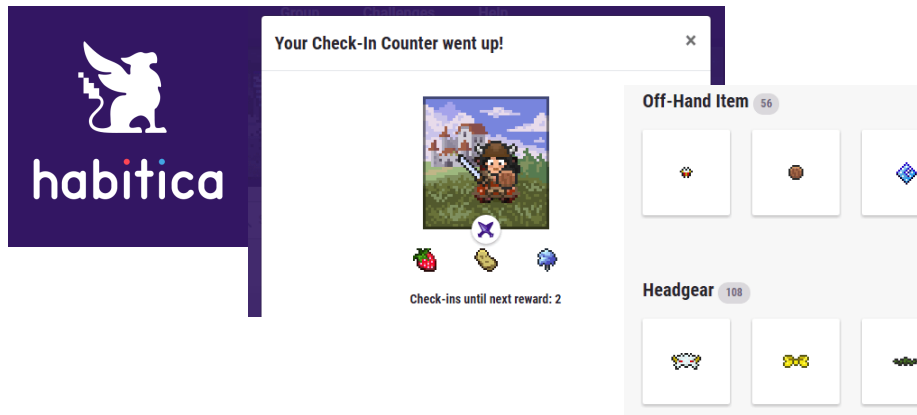 Group Challenges Help
Your Check-In Counter went up! ×
habitica
Check-ins until next reward: 2
Off-Hand Item 56
Headgear 108